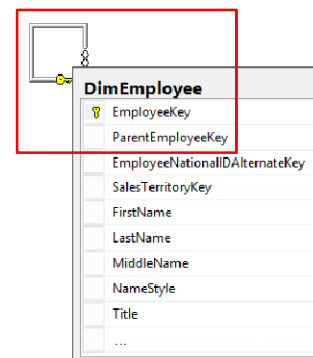 DimEmployee
EmployeeKey
ParentEmployeeKey
EmployeeNationalIDAlternateKey
SalesTerritoryKey
FirstName
LastName
MiddleName
NameStyle
Title
...